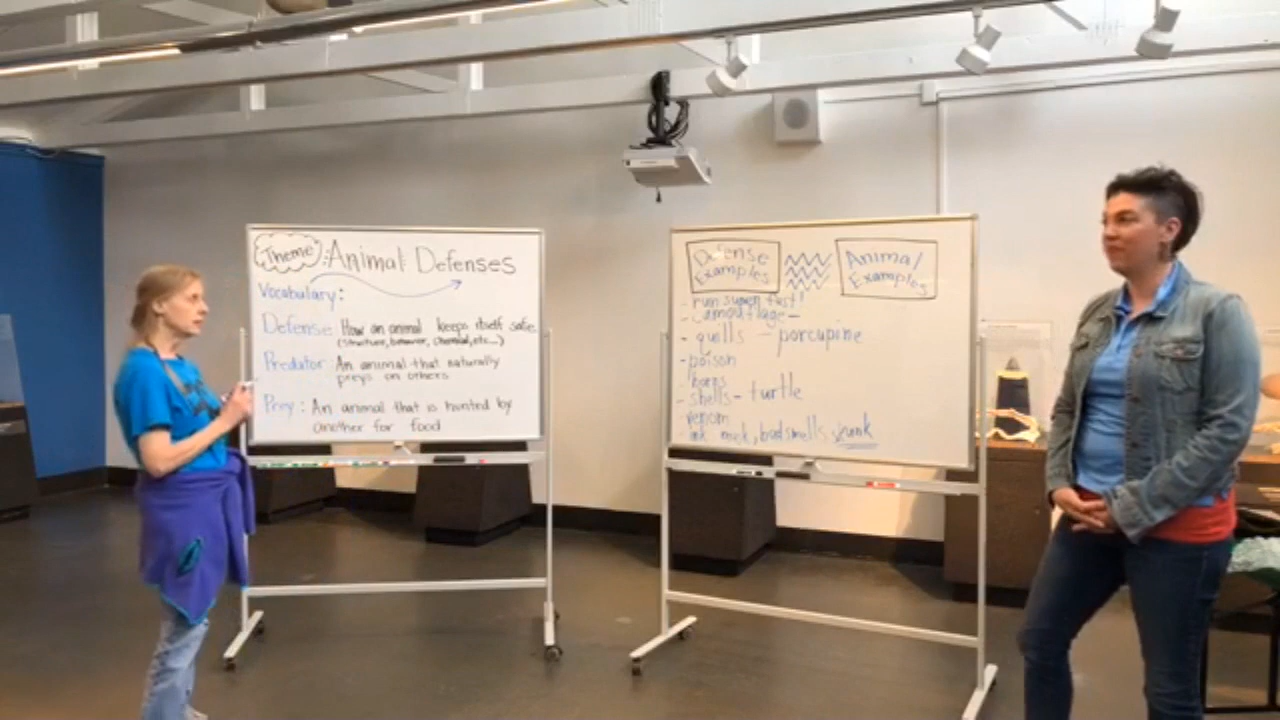 Theme: Animal Defenses
Vocabulary:
Defense: How an animal keeps itself safe.
(structure, behavior, chemical, etc...)
Predator: An animal that naturally
preys on others
Prey: An animal that is hunted by
another for food
Defense
Examples
Animal
Examples
- run super fast!
- camouflage -
- quills - porcupine
- poison
- horns
- shells - turtle
- venom
- ink musk, bad smells, skunk